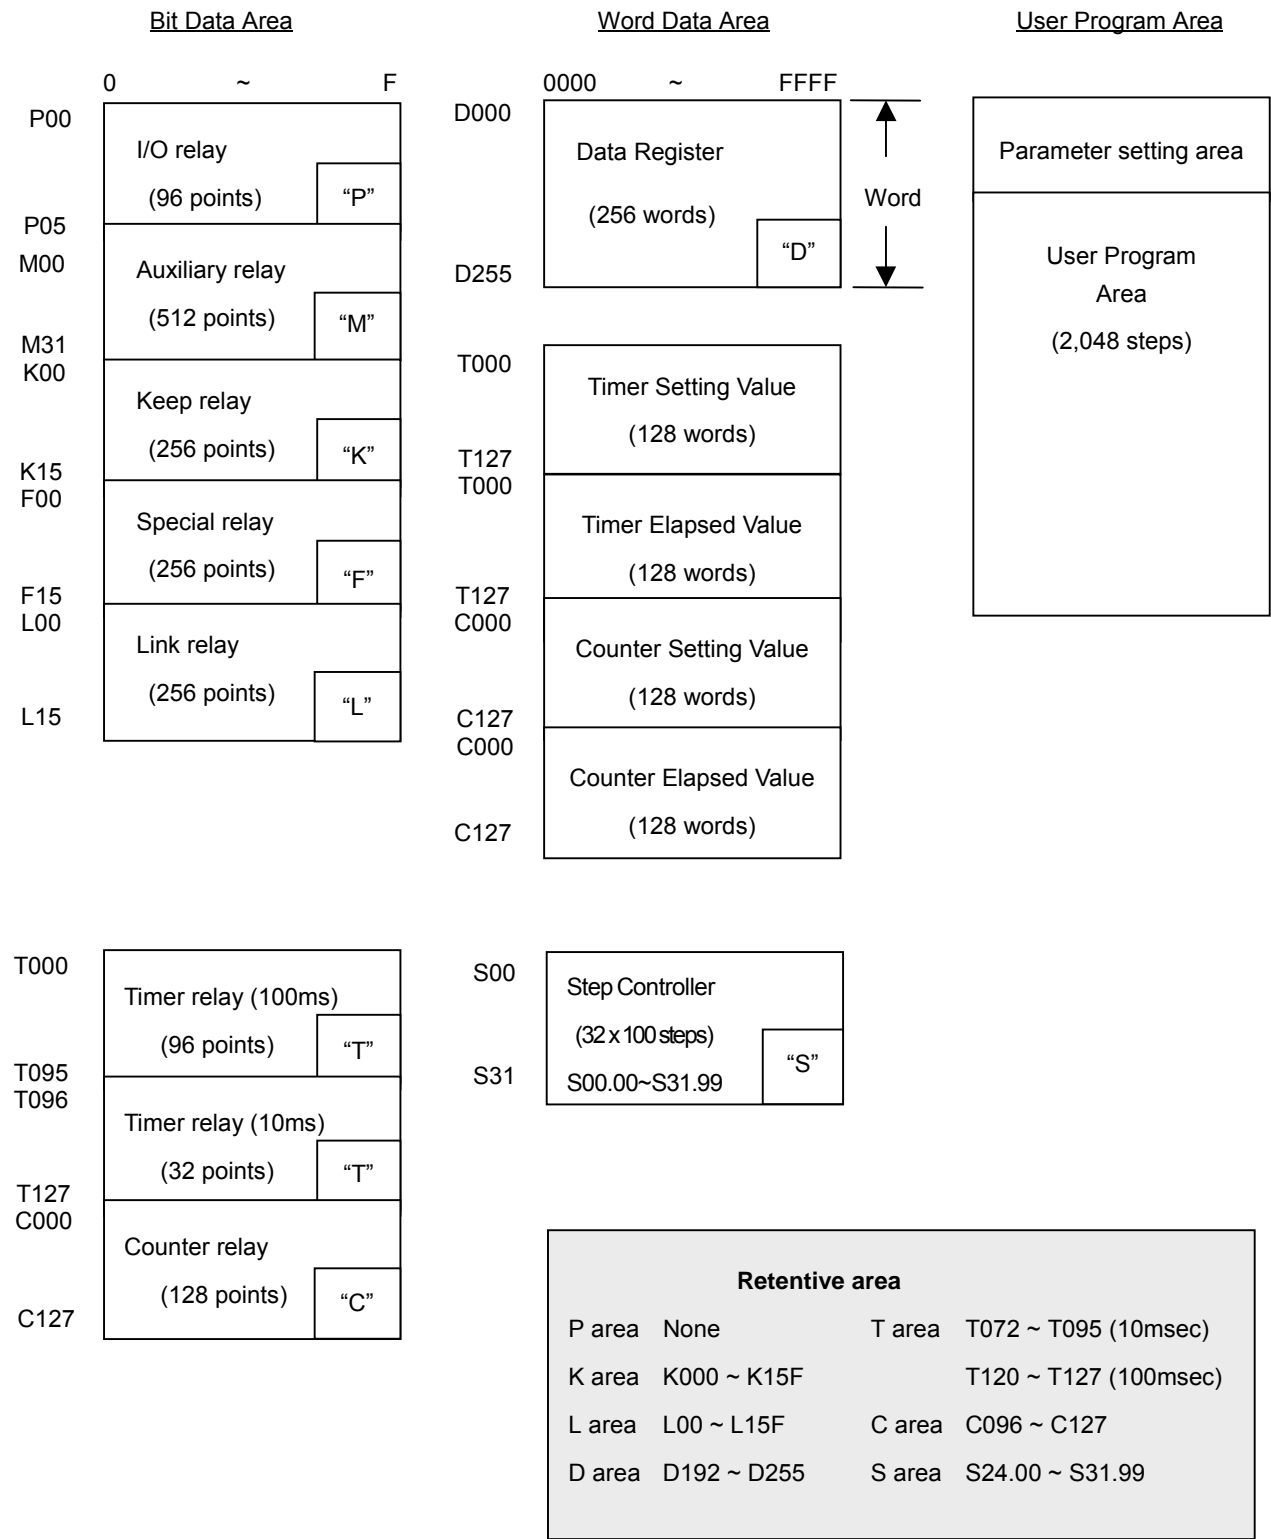 Bit Data Area
Word Data Area
User Program Area
0 ~ F
P00
I/O relay
(96 points)
“P”
P05
M00
Auxiliary relay
(512 points)
“M”
M31
K00
Keep relay
(256 points)
“K”
K15
F00
Special relay
(256 points)
“F”
F15
L00
Link relay
(256 points)
“L”
L15
0000 ~ FFFF
D000
Data Register
(256 words)
“D”
D255
Word
T000
Timer Setting Value
(128 words)
T127
T000
Timer Elapsed Value
(128 words)
T127
C000
Counter Setting Value
(128 words)
C127
C000
Counter Elapsed Value
(128 words)
C127
Parameter setting area
User Program
Area
(2,048 steps)
T000
Timer relay (100ms)
(96 points)
“T”
T095
T096
Timer relay (10ms)
(32 points)
“T”
T127
C000
Counter relay
(128 points)
“C”
C127
S00
Step Controller
(32 x 100 steps)
S00.00~S31.99
“S”
S31
Retentive area
P area None T area T072 ~ T095 (10msec)
K area K000 ~ K15F T120 ~ T127 (100msec)
L area L00 ~ L15F C area C096 ~ C127
D area D192 ~ D255 S area S24.00 ~ S31.99